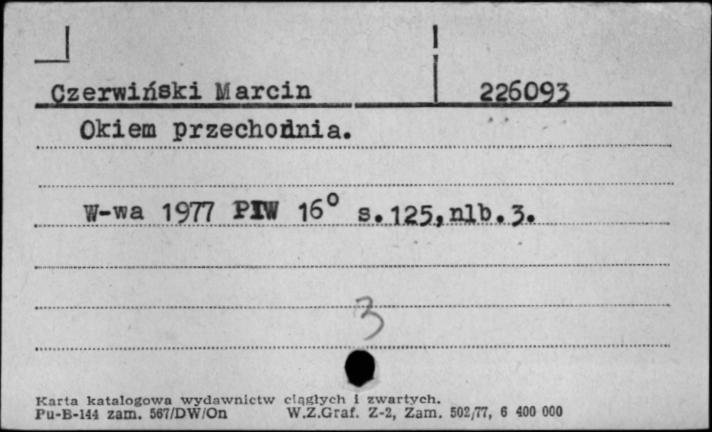 Czerwiński Marcin 226093
Okiem przechodnia.
W-wa 1977 PIW 16° s.125,nlb.3.
3
Karta katalogowa wydawnictw ciągłych i zwartych.
Pu-B-144 zam. 567/DW/On W.Z.Graf. Z-2, Zam. 502/77, 6 400 000